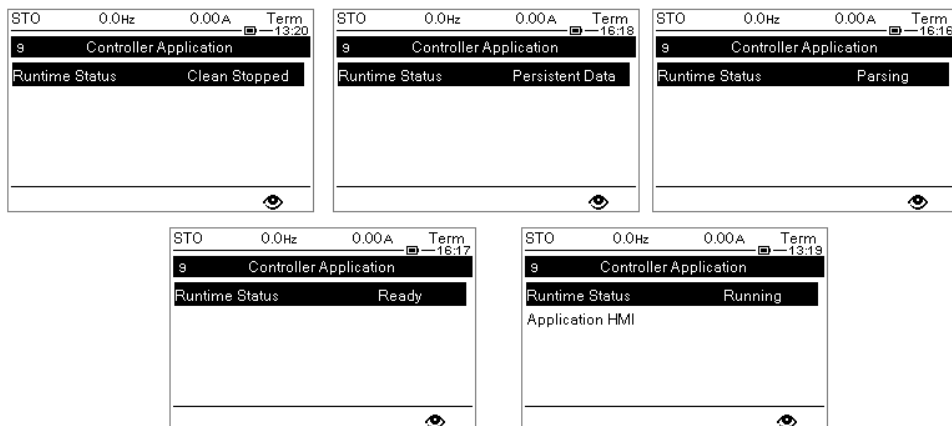 STO 0.0Hz 0.00A Term
13:20
9 Controller Application
Runtime Status Clean Stopped
STO 0.0Hz 0.00A Term
16:18
9 Controller Application
Runtime Status Persistent Data
STO 0.0Hz 0.00A Term
16:16
9 Controller Application
Runtime Status Parsing
STO 0.0Hz 0.00A Term
16:17
9 Controller Application
Runtime Status Ready
STO 0.0Hz 0.00A Term
13:19
9 Controller Application
Runtime Status Running
Application HMI